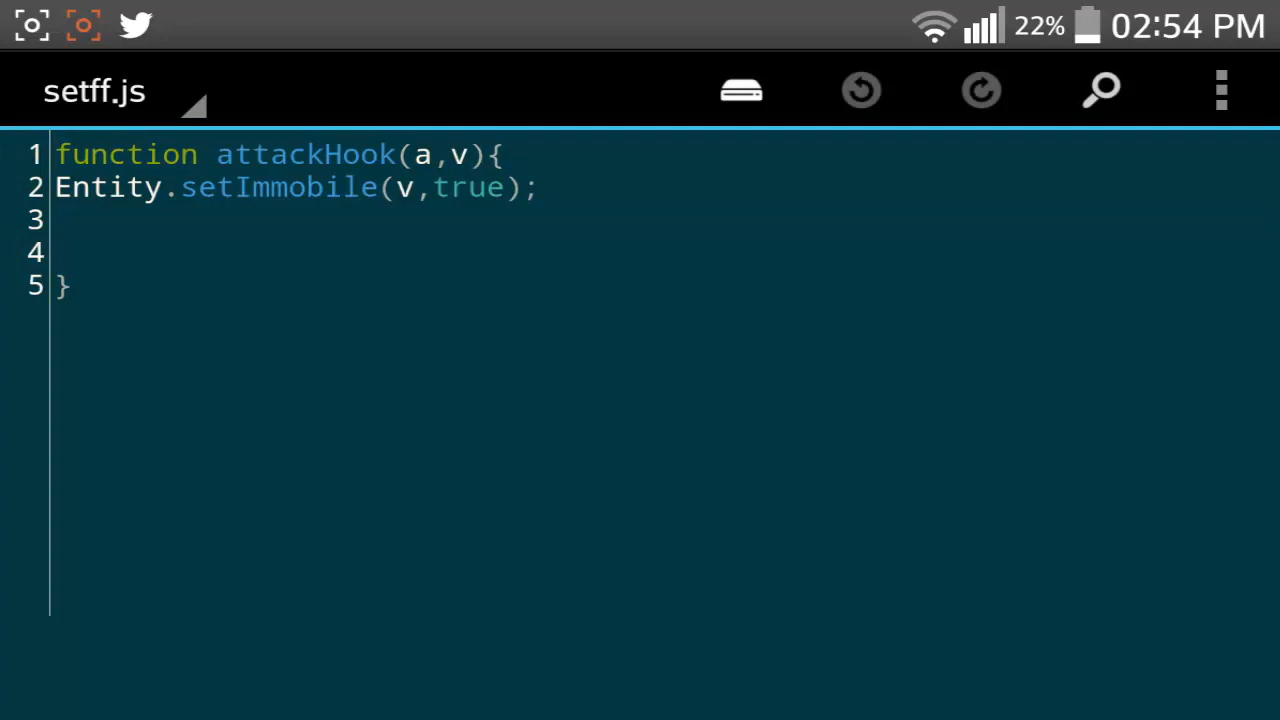 22% 02:54 PM
setff.js
1 function attackHook(a,v){
2 Entity.setImmobile(v,true);
3
4
5 }